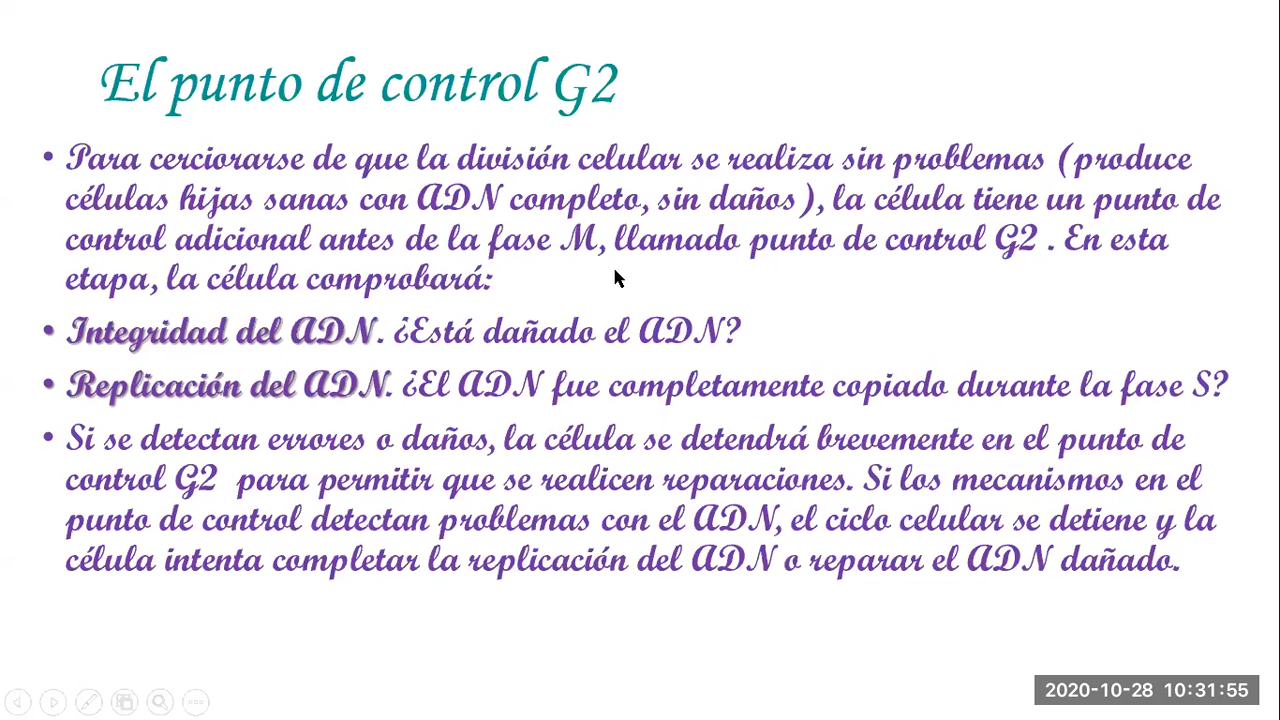 El punto de control G2
• Para cerciorarse de que la división celular se realiza sin problemas (produce
células hijas sanas con ADN completo, sin daños), la célula tiene un punto de
control adicional antes de la fase M, llamado punto de control G2 . En esta
etapa, la célula comprobará:
• Integridad del ADN. ¿Está dañado el ADN?
• Replicación del ADN. ¿El ADN fue completamente copiado durante la fase S?
• Si se detectan errores o daños, la célula se detendrá brevemente en el punto de
control G2  para permitir que se realicen reparaciones. Si los mecanismos en el
punto de control detectan problemas con el ADN, el ciclo celular se detiene y la
célula intenta completar la replicación del ADN o reparar el ADN dañado.
2020-10-28 10:31:55